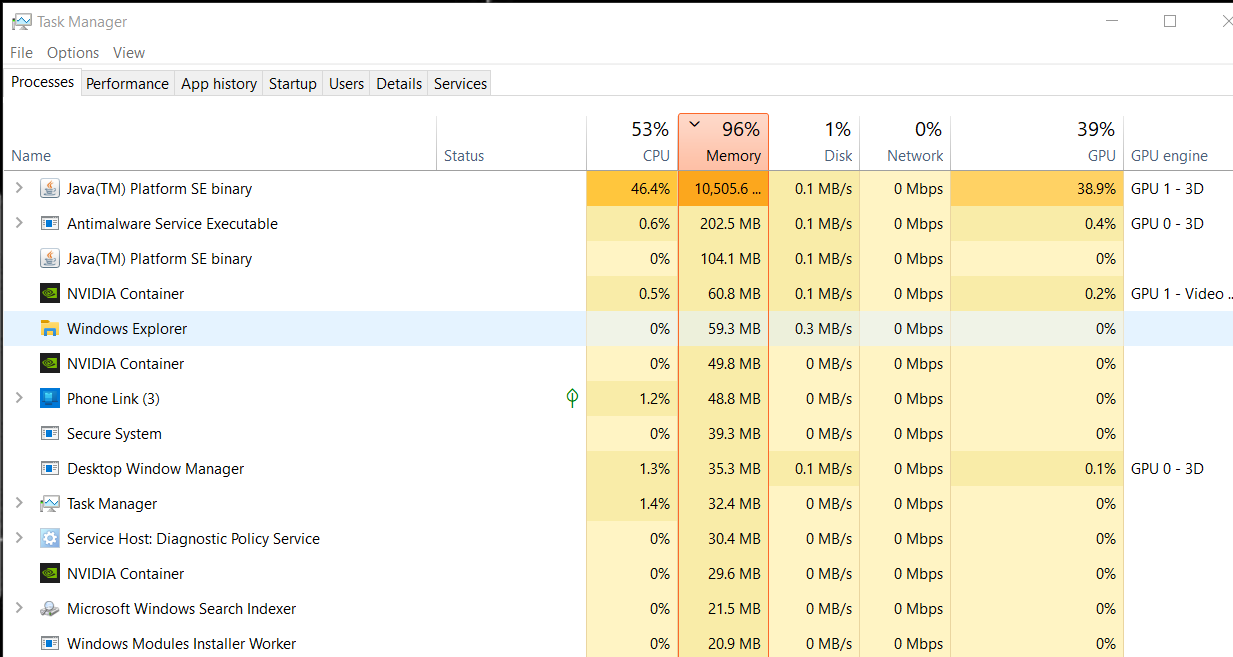 Task Manager
File Options View
Processes Performance App history Startup Users Details Services
53% 96% 1% 0% 39%
Name Status CPU Memory Disk Network GPU GPU engine
Java(TM) Platform SE binary 46.4% 10,505.6 ... 0.1 MB/s 0 Mbps 38.9% GPU 1 - 3D
Antimalware Service Executable 0.6% 202.5 MB 0.1 MB/s 0 Mbps 0.4% GPU 0 - 3D
Java(TM) Platform SE binary 0% 104.1 MB 0.1 MB/s 0 Mbps 0%
NVIDIA Container 0.5% 60.8 MB 0.1 MB/s 0 Mbps 0.2% GPU 1 - Video ..
Windows Explorer 0% 59.3 MB 0.3 MB/s 0 Mbps 0%
NVIDIA Container 0% 49.8 MB 0 MB/s 0 Mbps 0%
Phone Link (3) 1.2% 48.8 MB 0 MB/s 0 Mbps 0%
Secure System 0% 39.3 MB 0 MB/s 0 Mbps 0%
Desktop Window Manager 1.3% 35.3 MB 0.1 MB/s 0 Mbps 0.1% GPU 0 - 3D
Task Manager 1.4% 32.4 MB 0 MB/s 0 Mbps 0%
Service Host: Diagnostic Policy Service 0% 30.4 MB 0 MB/s 0 Mbps 0%
NVIDIA Container 0% 29.6 MB 0 MB/s 0 Mbps 0%
Microsoft Windows Search Indexer 0% 21.5 MB 0 MB/s 0 Mbps 0%
Windows Modules Installer Worker 0% 20.9 MB 0 MB/s 0 Mbps 0%